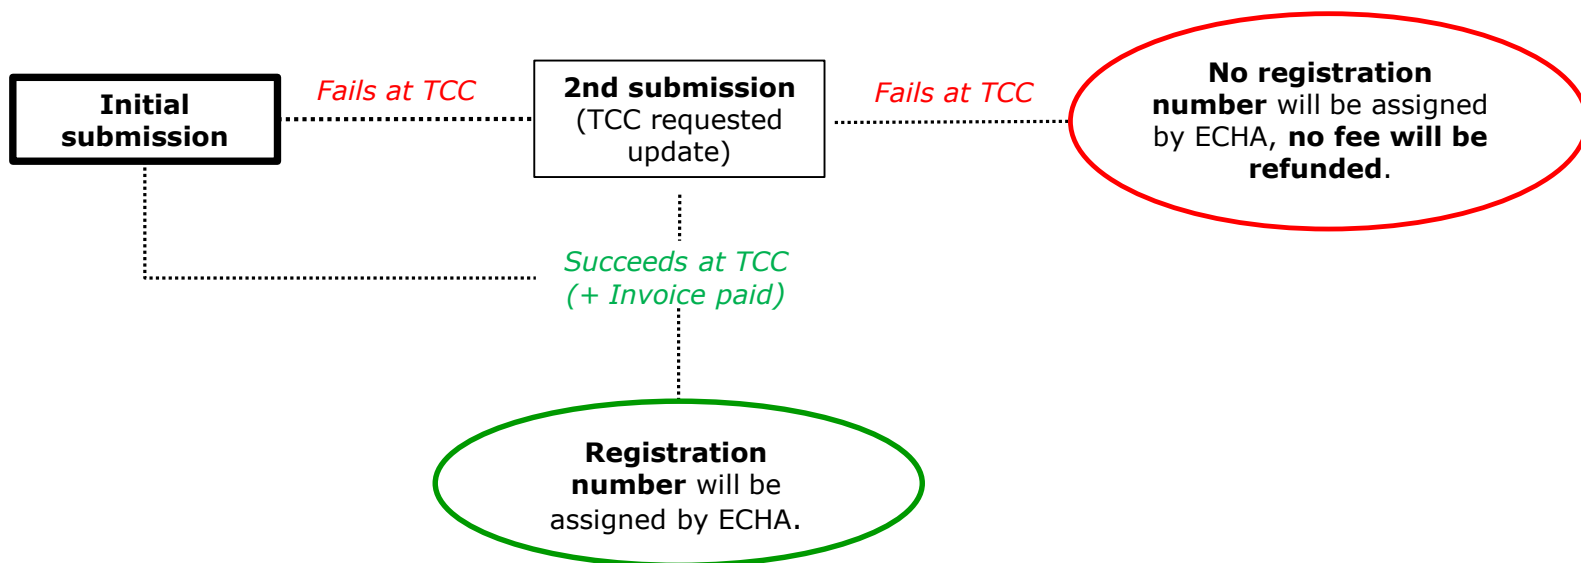 Initial
submission
Fails at TCC
2nd submission
(TCC requested
update)
Fails at TCC
No registration
number will be assigned
by ECHA, no fee will be
refunded.
Succeeds at TCC
(+ Invoice paid)
Registration
number will be
assigned by ECHA.